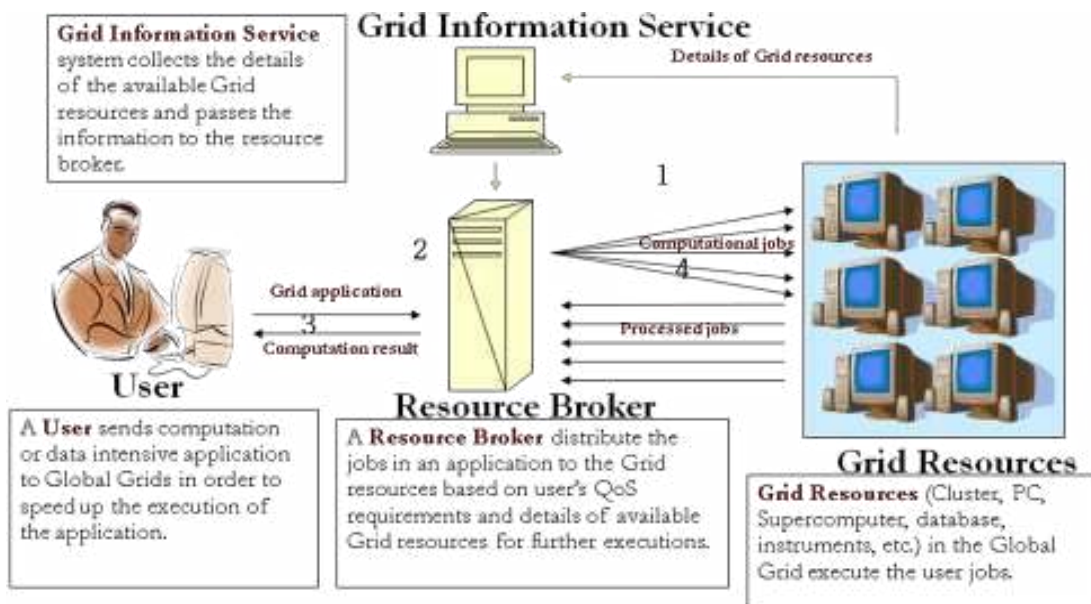 Grid Information Service
Grid Information Service
system collects the details
of the available Grid
resources and passes the
information to the resource
broker.
Details of Grid resources
1
2
Computational jobs
4
Grid application
3
Computation result
Processed jobs
User
Resource Broker
Grid Resources
A User sends computation
or data intensive application
to Global Grids in order to
speed up the execution of
the application.
A Resource Broker distribute the
jobs in an application to the Grid
resources based on user's QoS
requirements and details of available
Grid resources for further executions.
Grid Resources (Cluster, PC,
Supercomputer, database,
instruments, etc.) in the Global
Grid execute the user jobs.